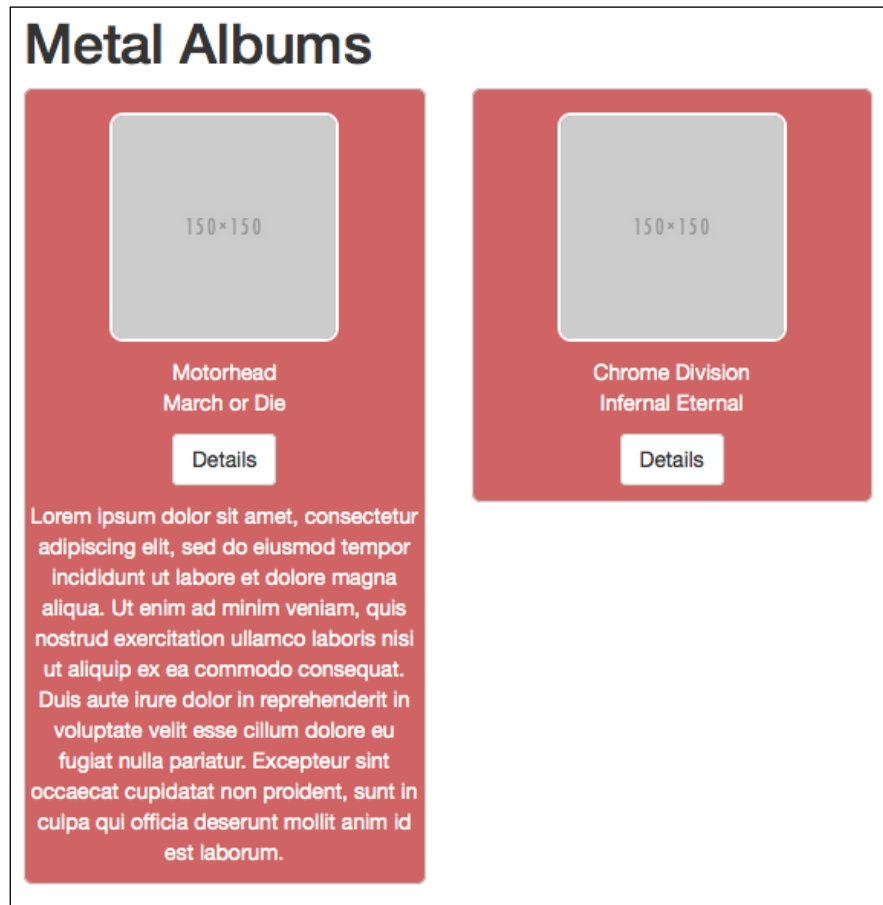 Metal Albums
150×150
Motorhead
March or Die
Details
Lorem ipsum dolor sit amet, consectetur
adipiscing elit, sed do eiusmod tempor
incididunt ut labore et dolore magna
aliqua. Ut enim ad minim veniam, quis
nostrud exercitation ullamco laboris nisi
ut aliquip ex ea commodo consequat.
Duis aute irure dolor in reprehenderit in
voluptate velit esse cillum dolore eu
fugiat nulla pariatur. Excepteur sint
occaecat cupidatat non proident, sunt in
culpa qui officia deserunt mollit anim id
est laborum.
150×150
Chrome Division
Infernal Eternal
Details